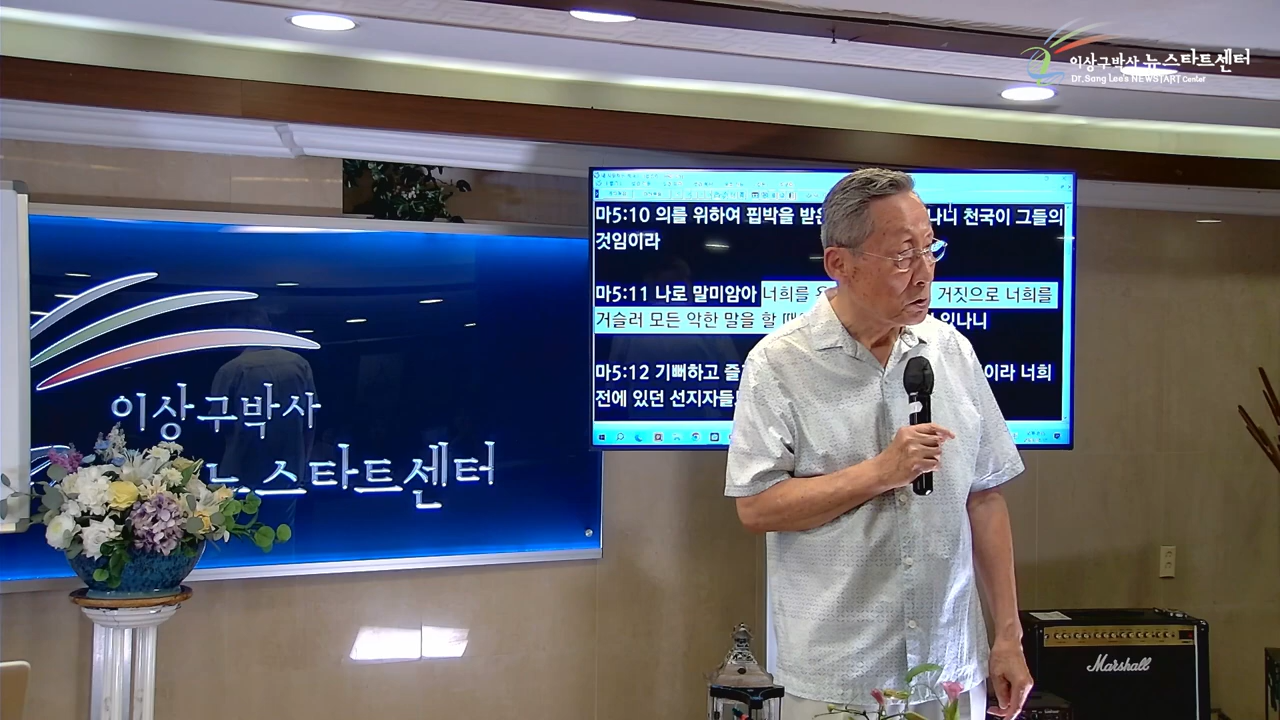 이상구박사 뉴스타트센터
Dr.Sang Lee's NEWSTART Center
마5:10 의를 위하여 핍박을 받은 나니 천국이 그들의
것임이라
마5:11 나로 말미암아 너희를 거짓으로 너희를
거슬러 모든 악한 말을 할 때 있나니
마5:12 기뻐하고 이라 너희
전에 있던 선지자들
이상구박사
뉴스타트센터
Marshall